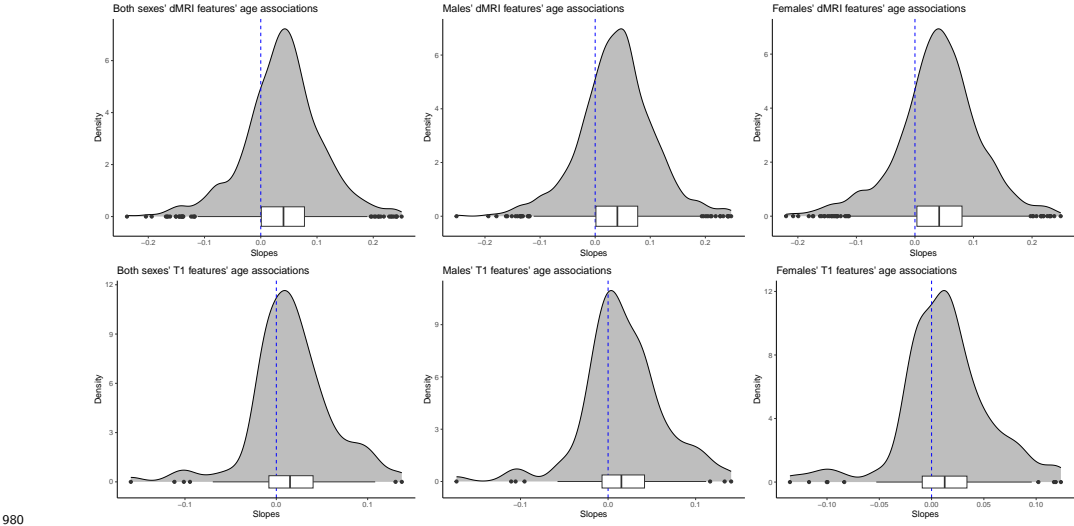 Both sexes' dMRI features' age associations
Males' dMRI features' age associations
Females' dMRI features' age associations
Density
6
4
2
0
−0.2
−0.1
0.0
0.1
0.2
Slopes
Density
6
4
2
0
−0.2
−0.1
0.0
0.1
0.2
Slopes
Density
6
4
2
0
−0.2
−0.1
0.0
0.1
0.2
Slopes
Both sexes' T1 features' age associations
Males' T1 features' age associations
Females' T1 features' age associations
Density
12
9
6
3
0
−0.1
0.0
0.1
Slopes
Density
9
6
3
0
−0.1
0.0
0.1
Slopes
Density
12
8
4
0
−0.10
−0.05
0.00
0.05
0.10
Slopes
980